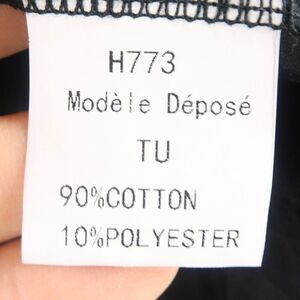 H773
Modèle Déposé
TU
90%COTTON
10%POLYESTER